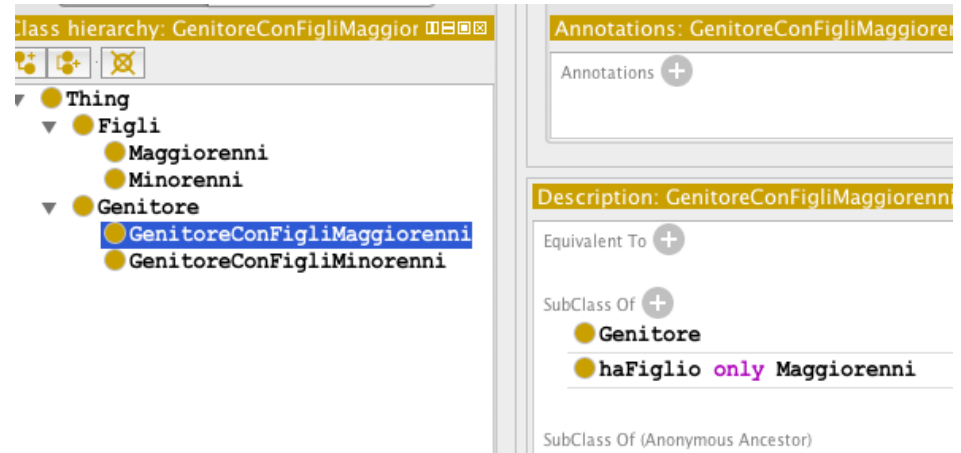 Class hierarchy: GenitoreConFigliMaggior
Thing
Figli
Maggiorenni
Minorenni
Genitore
GenitoreConFigliMaggiorenni
GenitoreConFigliMinorenni
Annotations: GenitoreConFigliMaggioren
Annotations
Description: GenitoreConFigliMaggiorenni
Equivalent To
SubClass Of
Genitore
haFiglio only Maggiorenni
SubClass Of (Anonymous Ancestor)